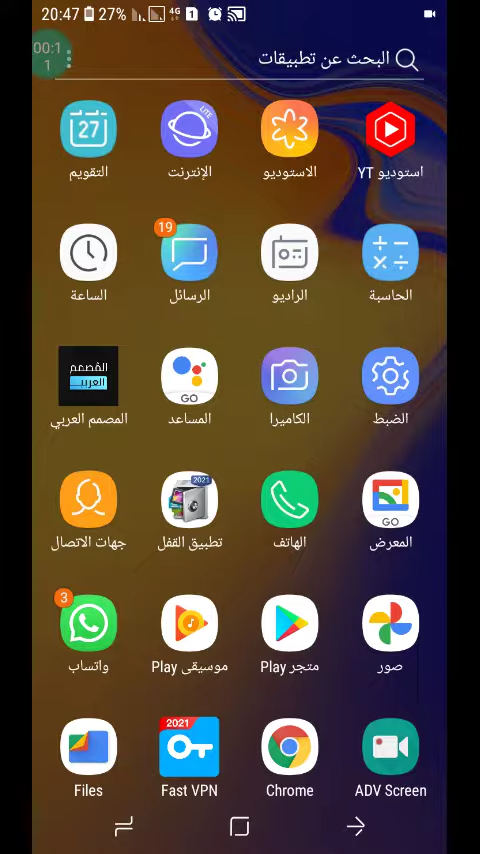 20:47 27% 4G 1
00:1
1
البحث عن تطبيقات
استوديو YT
الاستوديو
LITE
الإنترنت
27
التقويم
الحاسبة
الراديو
19
الرسائل
الساعة
الضبط
الكاميرا
GO
المساعد
المصمم
العربي
المصمم العربي
GO
المعرض
الهاتف
2021
تطبيق القفل
جهات الاتصال
صور
متجر Play
موسيقى Play
3
واتساب
ADV Screen
Chrome
2021
Fast VPN
Files